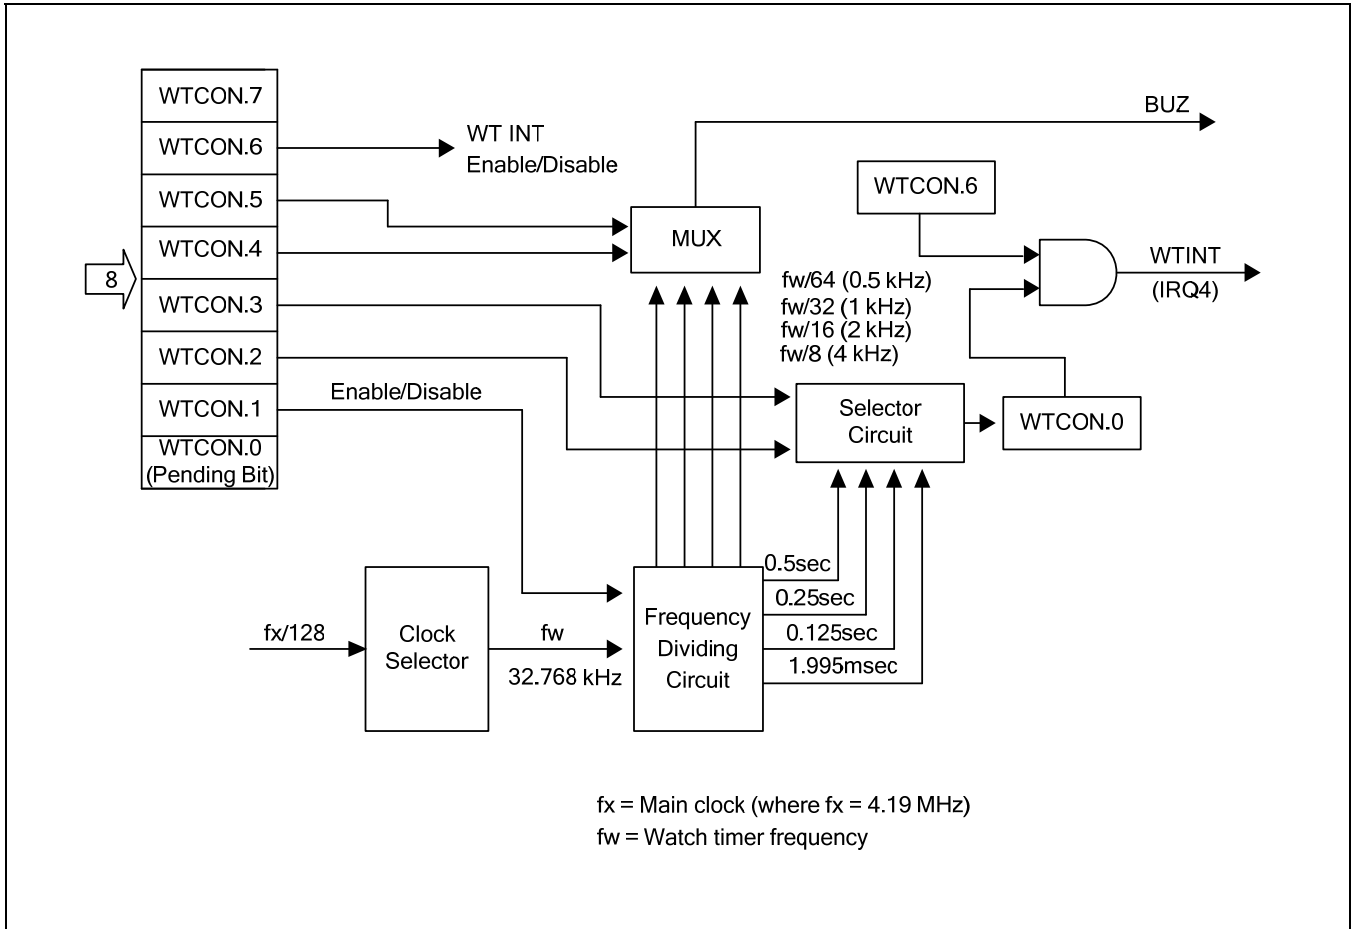 WTCON.7
WTCON.6
WTCON.5
WTCON.4
WTCON.3
WTCON.2
WTCON.1
WTCON.0
(Pending Bit)
8
WT INT
Enable/Disable
Enable/Disable
BUZ
MUX
WTCON.6
WTINT
(IRQ4)
fw/64 (0.5 kHz)
fw/32 (1 kHz)
fw/16 (2 kHz)
fw/8 (4 kHz)
Selector
Circuit
WTCON.0
fx/128
Clock
Selector
fw
32.768 kHz
Frequency
Dividing
Circuit
0.5sec
0.25sec
0.125sec
1.995msec
fx = Main clock (where fx = 4.19 MHz)
fw = Watch timer frequency